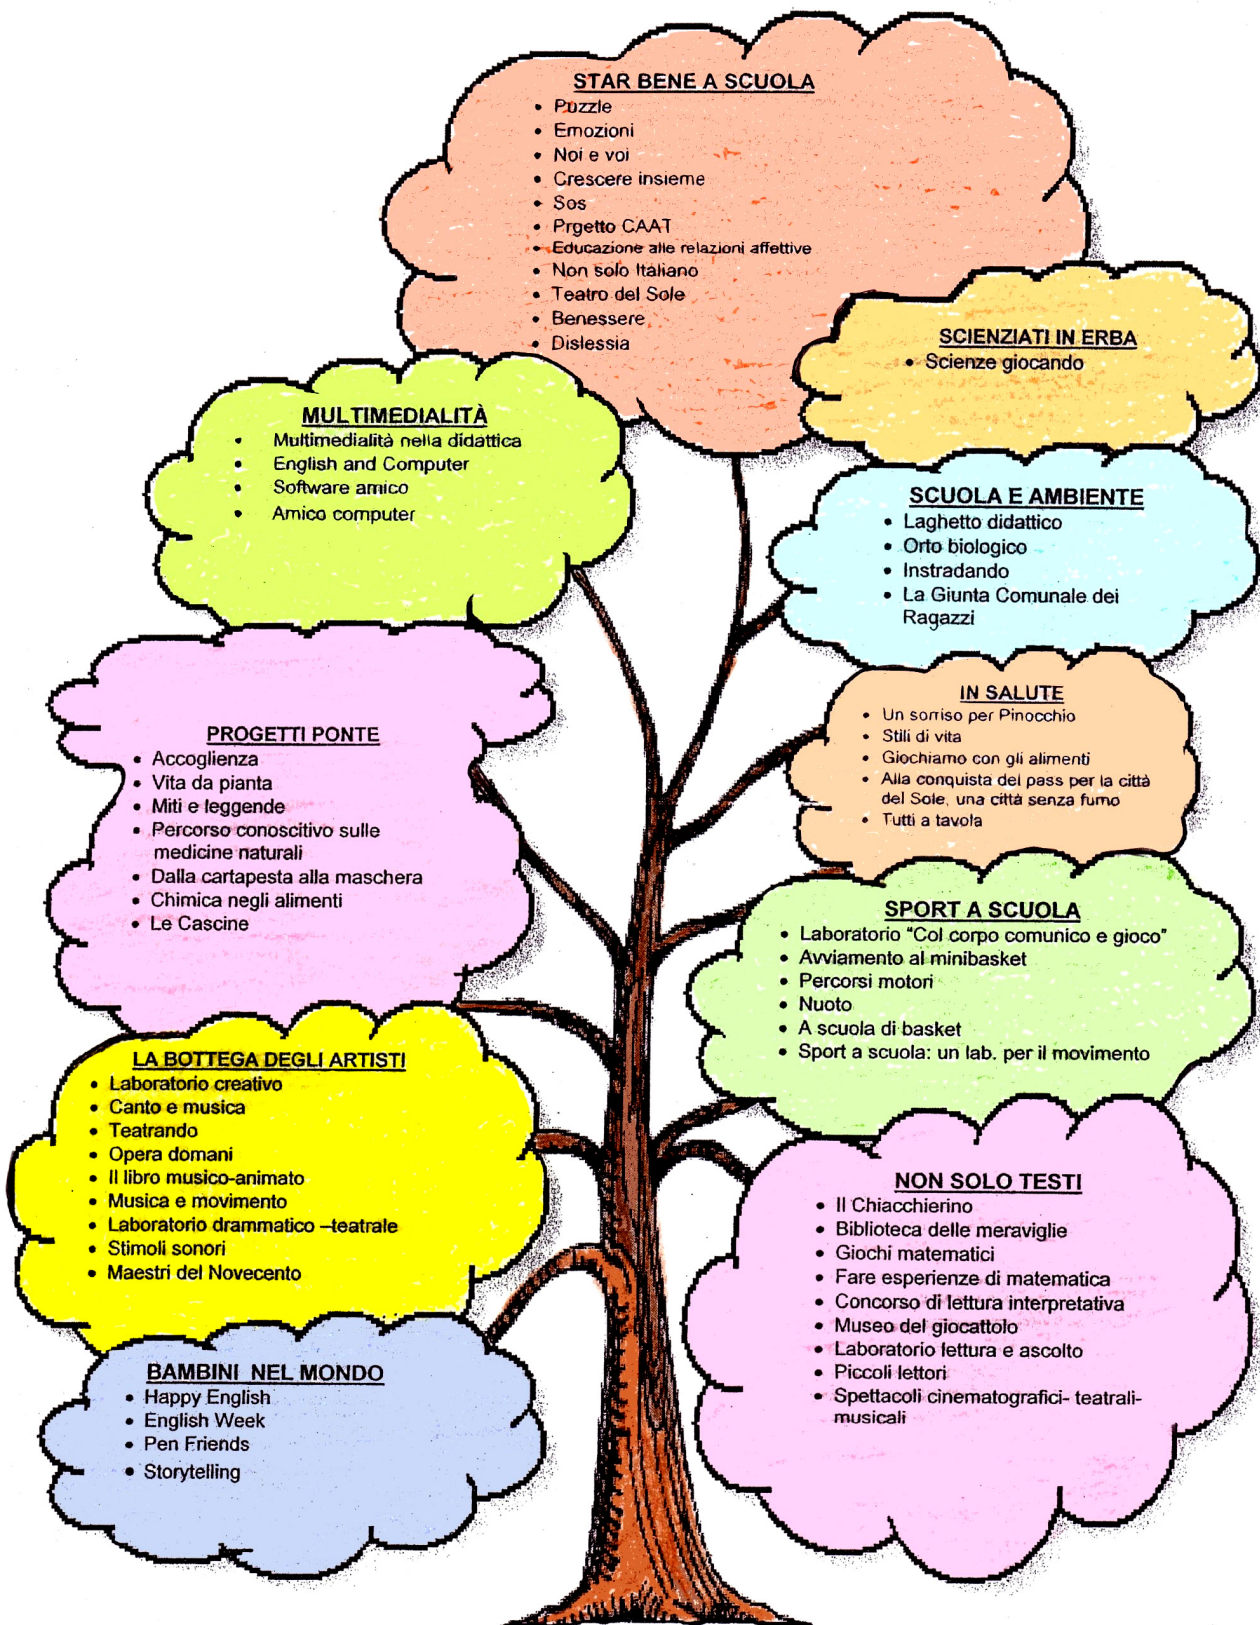 STAR BENE A SCUOLA
• Puzzle
• Emozioni
• Noi e voi
• Crescere insieme
• Sos
• Prgetto CAAT
• Educazione alle relazioni affettive
• Non solo Italiano
• Teatro del Sole
• Benessere
• Dislessia
SCIENZIATI IN ERBA
• Scienze giocando
MULTIMEDIALITÀ
• Multimedialità nella didattica
• English and Computer
• Software amico
• Amico computer
SCUOLA E AMBIENTE
• Laghetto didattico
• Orto biologico
• Instradando
• La Giunta Comunale dei
Ragazzi
IN SALUTE
• Un sorriso per Pinocchio
• Stili di vita
• Giochiamo con gli alimenti
• Alla conquista del pass per la città
del Sole, una città senza fumo
• Tutti a tavola
PROGETTI PONTE
• Accoglienza
• Vita da pianta
• Miti e leggende
• Percorso conoscitivo sulle
medicine naturali
• Dalla cartapesta alla maschera
• Chimica negli alimenti
• Le Cascine
SPORT A SCUOLA
• Laboratorio "Col corpo comunico e gioco"
• Avviamento al minibasket
• Percorsi motori
• Nuoto
• A scuola di basket
• Sport a scuola: un lab. per il movimento
LA BOTTEGA DEGLI ARTISTI
• Laboratorio creativo
• Canto e musica
• Teatrando
• Opera domani
• Il libro musico-animato
• Musica e movimento
• Laboratorio drammatico –teatrale
• Stimoli sonori
• Maestri del Novecento
NON SOLO TESTI
• Il Chiacchierino
• Biblioteca delle meraviglie
• Giochi matematici
• Fare esperienze di matematica
• Concorso di lettura interpretativa
• Museo del giocattolo
• Laboratorio lettura e ascolto
• Piccoli lettori
• Spettacoli cinematografici- teatrali-
musicali
BAMBINI NEL MONDO
• Happy English
• English Week
• Pen Friends
• Storytelling